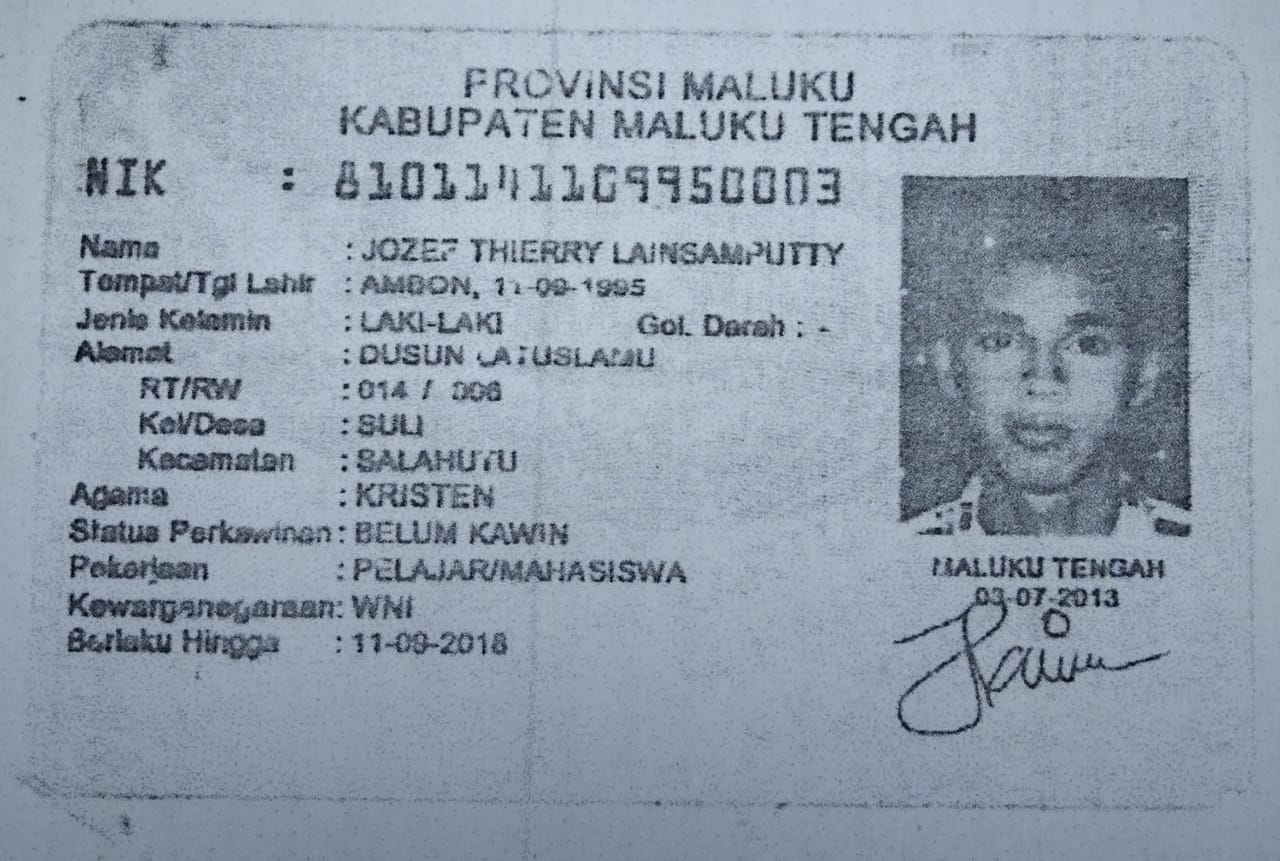 PROVINSI MALUKU
KABUPATEN MALUKU TENGAH
NIK : 8101141109950003
Nama : JOZEF THIERRY LAINSAMPUTTY
Tempat/Tgl Lahir : AMBON, 11-09-1995
Jenis Kelamin : LAKI-LAKI Gol. Darah : -
Alamat : DUSUN
RT/RW : 014 / 006
Kel/Desa : SULI
Kecamatan : SALAHUTU
Agama : KRISTEN
Status Perkawinan : BELUM KAWIN
Pekerjaan : PELAJAR/MAHASISWA
Kewarganegaraan: WNI
Berlaku Hingga : 11-09-2018
MALUKU TENGAH
03-07-2013